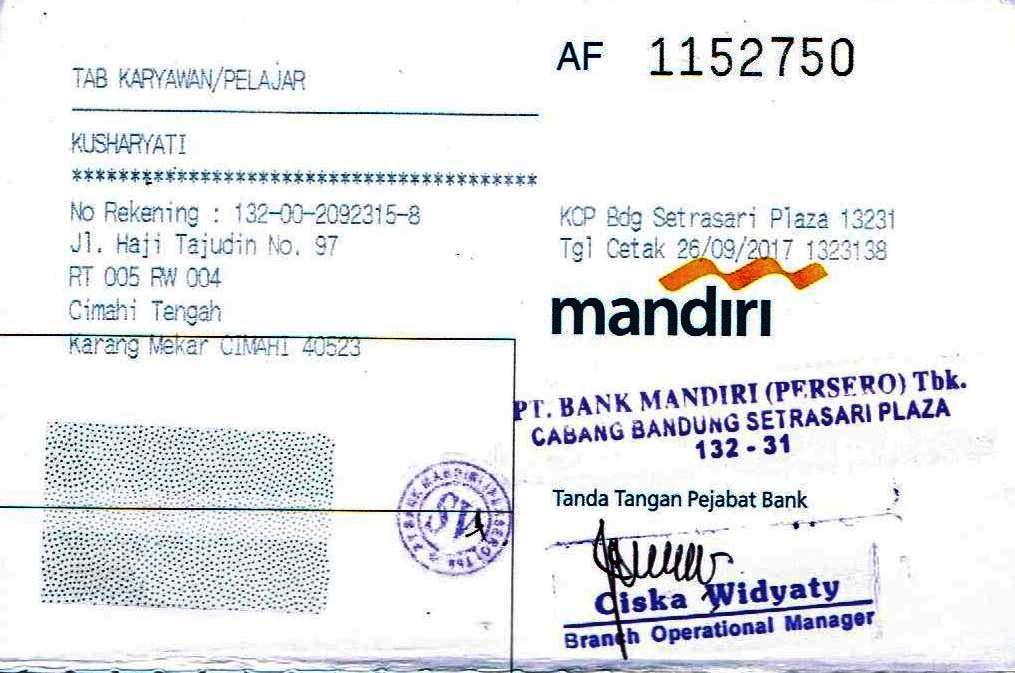 AF 1152750
TAB KARYAWAN/PELAJAR
KUSHARYATI
****************************************
No Rekening : 132-00-2092315-8
Jl. Haji Tajudin No. 97
RT 005 RW 004
Cimahi Tengah
Karang Mekar CIMAHI 40523
KCP Bdg Setrasari Plaza 13231
Tgl Cetak 26/09/2017 1323138
mandiri
PT. BANK MANDIRI (PERSERO) Tbk.
CABANG BANDUNG SETRASARI PLAZA
132 - 31
Tanda Tangan Pejabat Bank
Ciska Widyaty
Branch Operational Manager